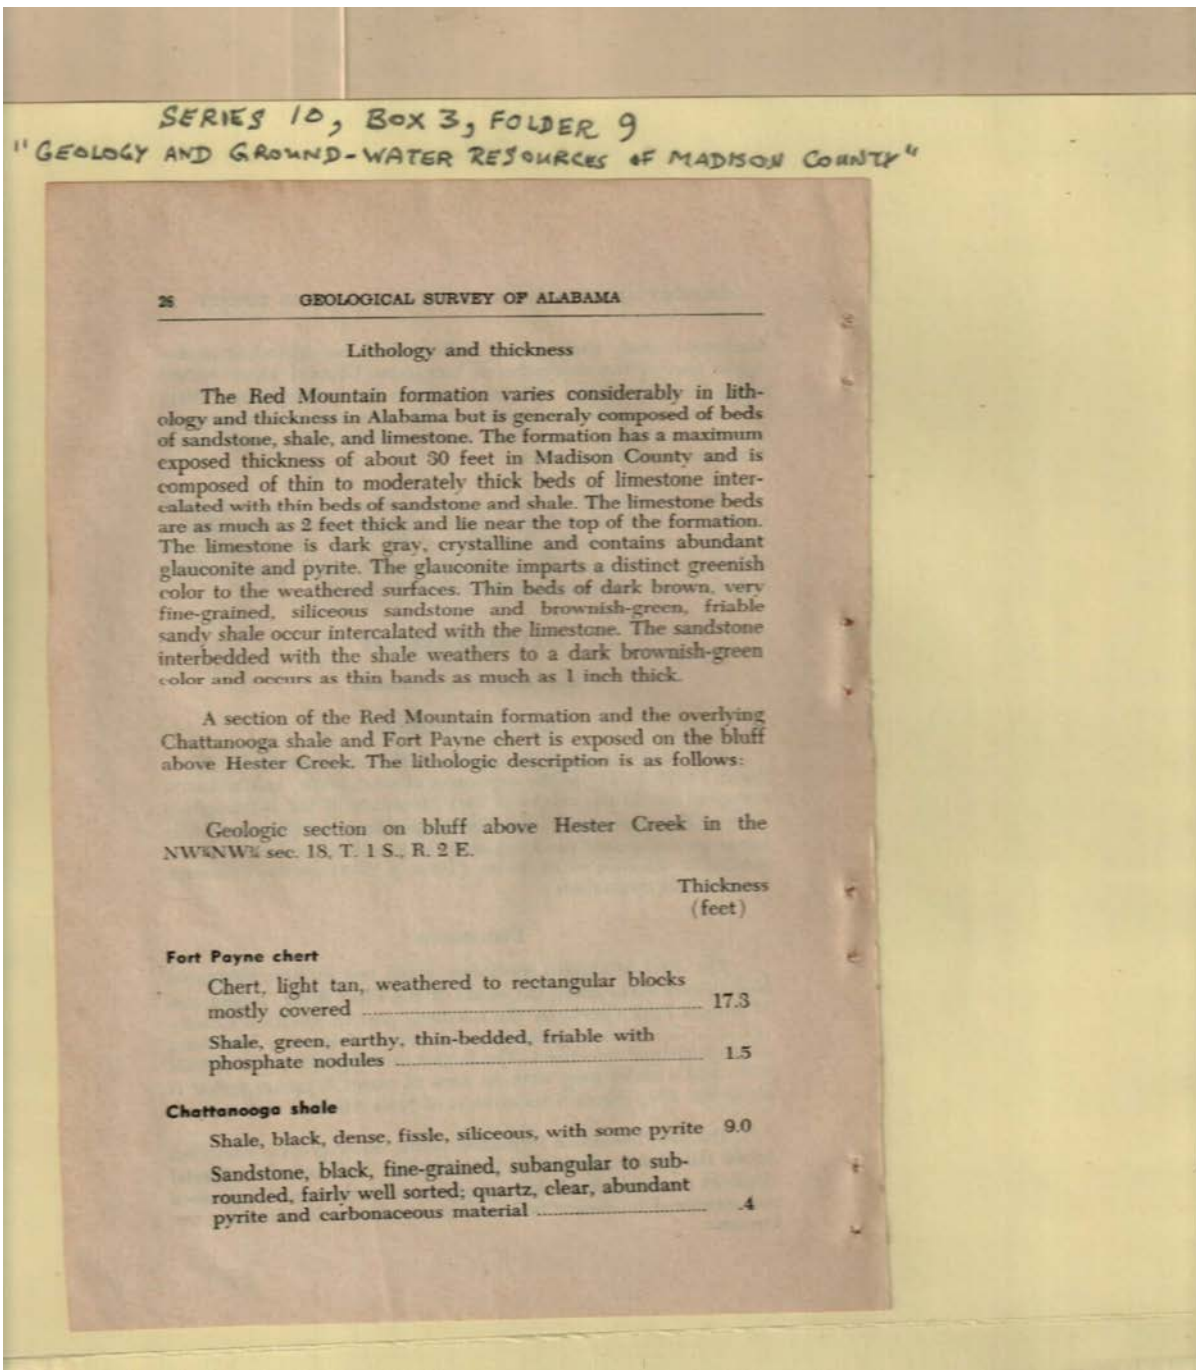 SERIES 10, BOX 3, FOLDER 9
"GEOLOGY AND GROUND-WATER RESOURCES OF MADISON COUNTY"
26 GEOLOGICAL SURVEY OF ALABAMA
Lithology and thickness
The Red Mountain formation varies considerably in lith-
ology and thickness in Alabama but is generaly composed of beds
of sandstone, shale, and limestone. The formation has a maximum
exposed thickness of about 30 feet in Madison County and is
composed of thin to moderately thick beds of limestone inter-
calated with thin beds of sandstone and shale. The limestone beds
are as much as 2 feet thick and lie near the top of the formation.
The limestone is dark gray, crystalline and contains abundant
glauconite and pyrite. The glauconite imparts a distinct greenish
color to the weathered surfaces. Thin beds of dark brown, very
fine-grained, siliceous sandstone and brownish-green, friable
sandy shale occur intercalated with the limestone. The sandstone
interbedded with the shale weathers to a dark brownish-green
color and occurs as thin bands as much as 1 inch thick.
A section of the Red Mountain formation and the overlying
Chattanooga shale and Fort Payne chert is exposed on the bluff
above Hester Creek. The lithologic description is as follows:
Geologic section on bluff above Hester Creek in the
NW¼NW¼ sec. 18, T. 1 S., R. 2 E.
Thickness
(feet)
Fort Payne chert
Chert, light tan, weathered to rectangular blocks
mostly covered ........ 17.3
Shale, green, earthy, thin-bedded, friable with
phosphate nodules ........ 1.5
Chattanooga shale
Shale, black, dense, fissle, siliceous, with some pyrite 9.0
Sandstone, black, fine-grained, subangular to sub-
rounded, fairly well sorted; quartz, clear, abundant
pyrite and carbonaceous material ........ .4